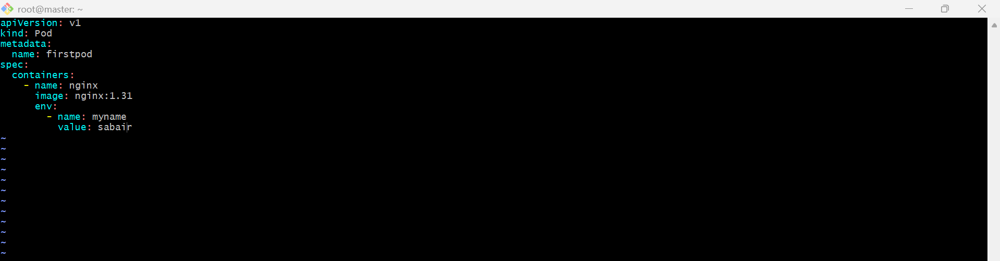 root@master: ~
apiVersion: v1
kind: Pod
metadata:
  name: firstpod
spec:
  containers:
    - name: nginx
      image: nginx:1.31
      env:
        - name: myname
          value: sabair
~
~
~
~
~
~
~
~
~
~
~
~